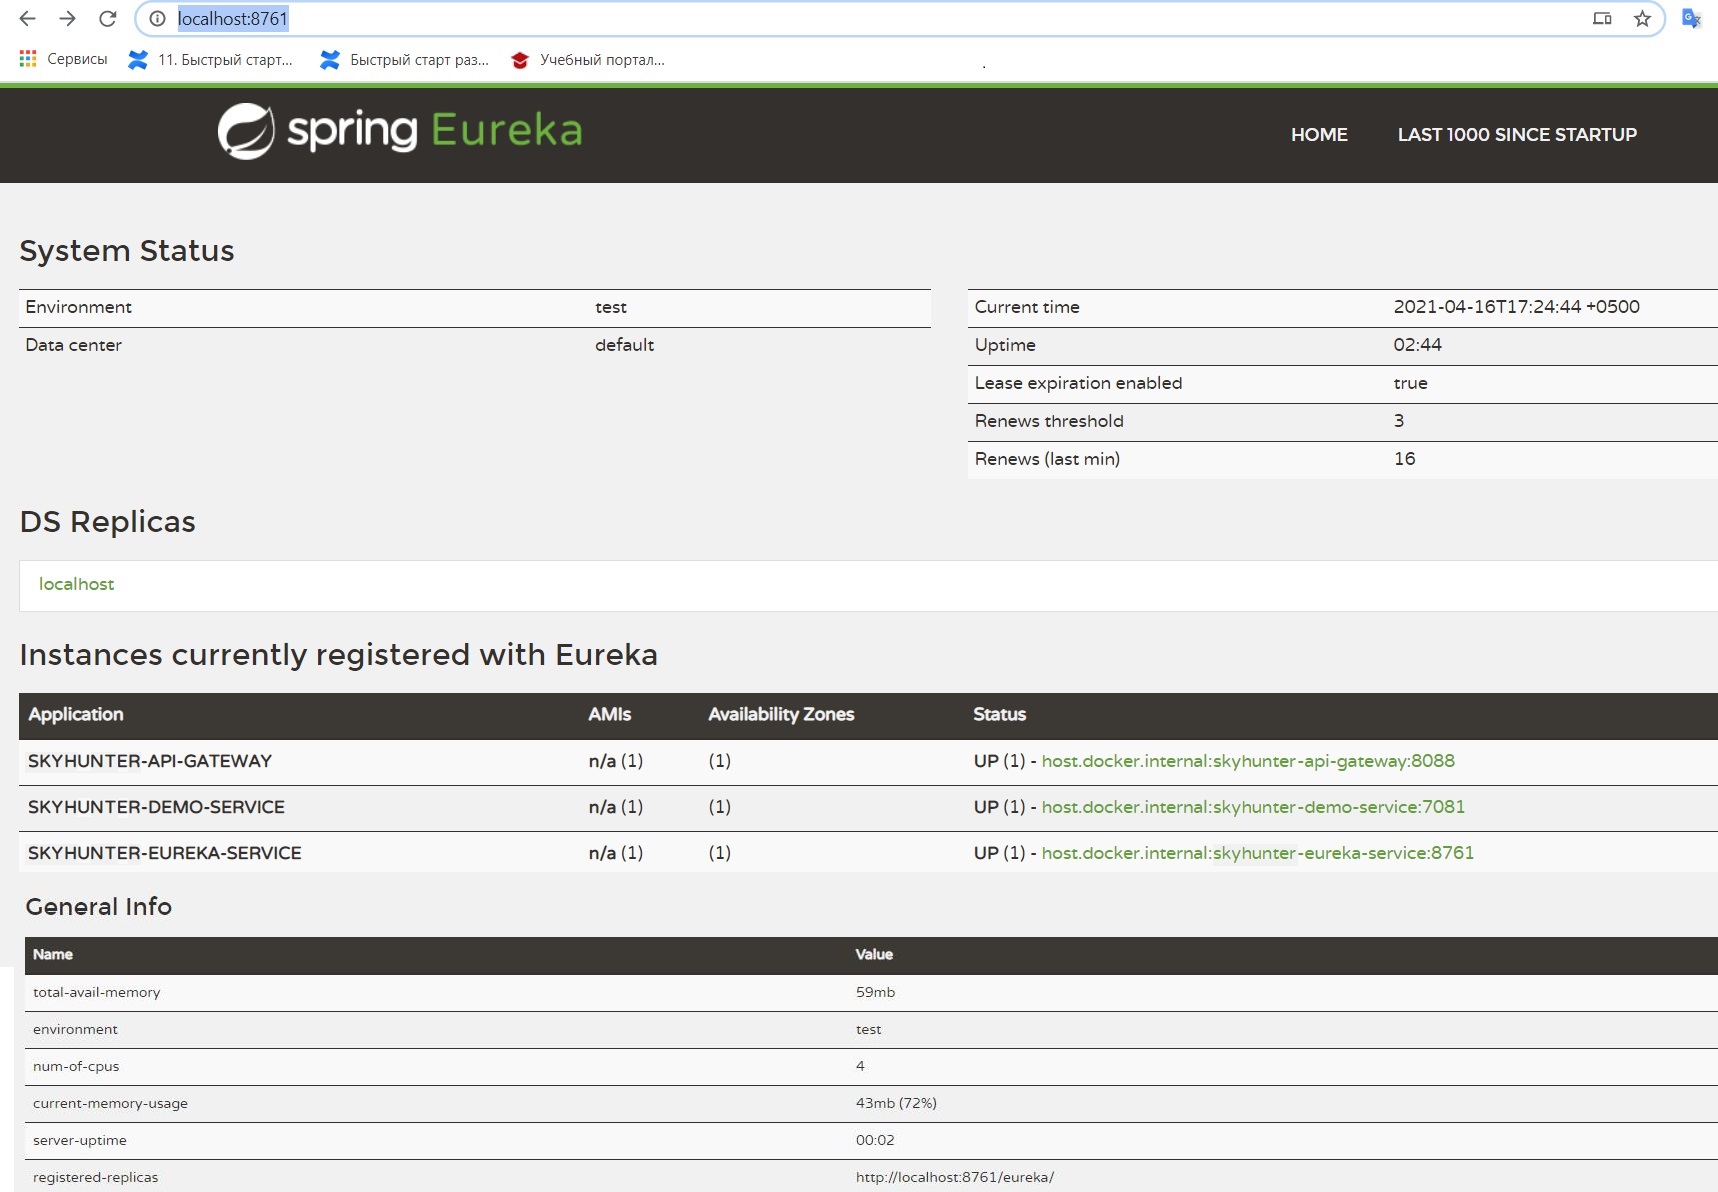 localhost:8761
Сервисы 11. Быстрый старт... Быстрый старт раз... Учебный портал...
spring Eureka HOME LAST 1000 SINCE STARTUP
System Status
Environment test
Data center default
Current time 2021-04-16T17:24:44 +0500
Uptime 02:44
Lease expiration enabled true
Renews threshold 3
Renews (last min) 16
DS Replicas
localhost
Instances currently registered with Eureka
Application AMIs Availability Zones Status
SKYHUNTER-API-GATEWAY n/a (1) (1) UP (1) - host.docker.internal:skyhunter-api-gateway:8088
SKYHUNTER-DEMO-SERVICE n/a (1) (1) UP (1) - host.docker.internal:skyhunter-demo-service:7081
SKYHUNTER-EUREKA-SERVICE n/a (1) (1) UP (1) - host.docker.internal:skyhunter-eureka-service:8761
General Info
Name Value
total-avail-memory 59mb
environment test
num-of-cpus 4
current-memory-usage 43mb (72%)
server-uptime 00:02
registered-replicas http://localhost:8761/eureka/